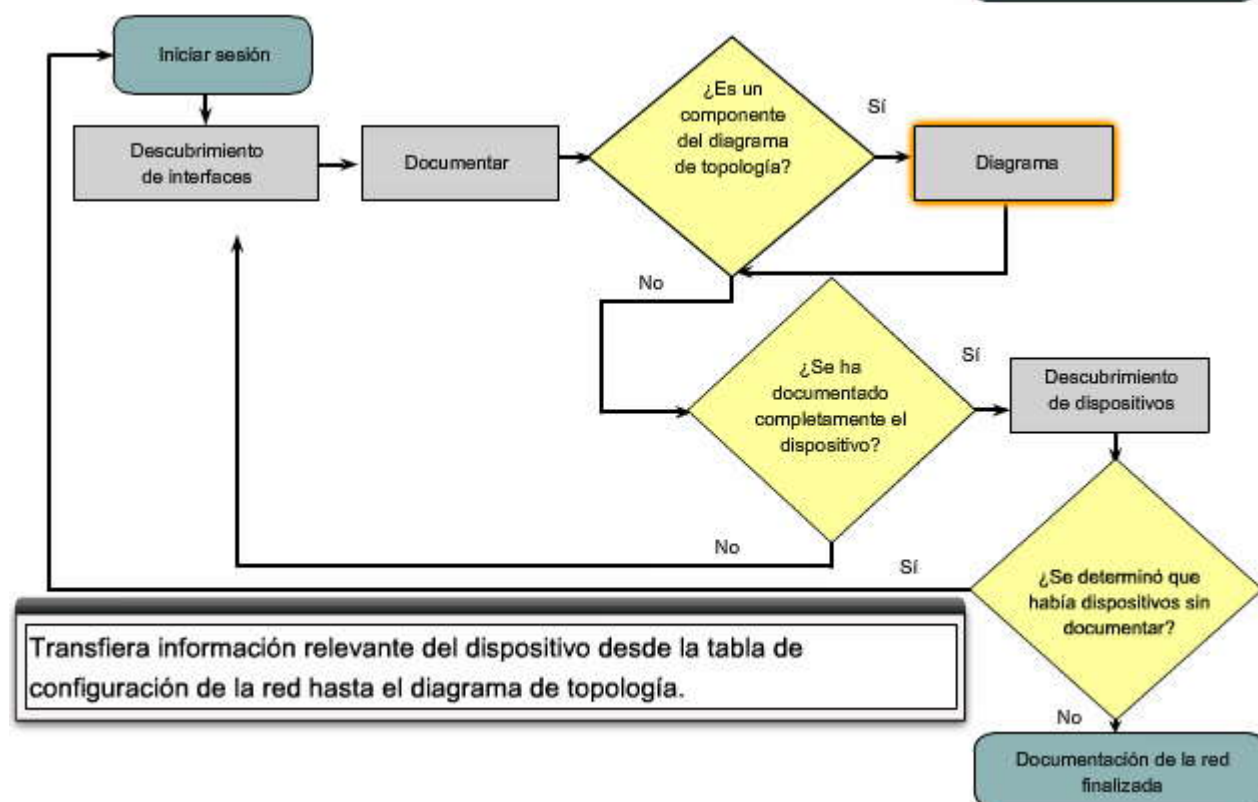 Iniciar sesión
Descubrimiento
de interfaces
Documentar
¿Es un
componente
del diagrama
de topología?
Sí
Diagrama
No
¿Se ha
documentado
completamente el
dispositivo?
Sí
Descubrimiento
de dispositivos
No
Sí
¿Se determinó que
había dispositivos sin
documentar?
Transfiera información relevante del dispositivo desde la tabla de
configuración de la red hasta el diagrama de topología.
No
Documentación de la red
finalizada